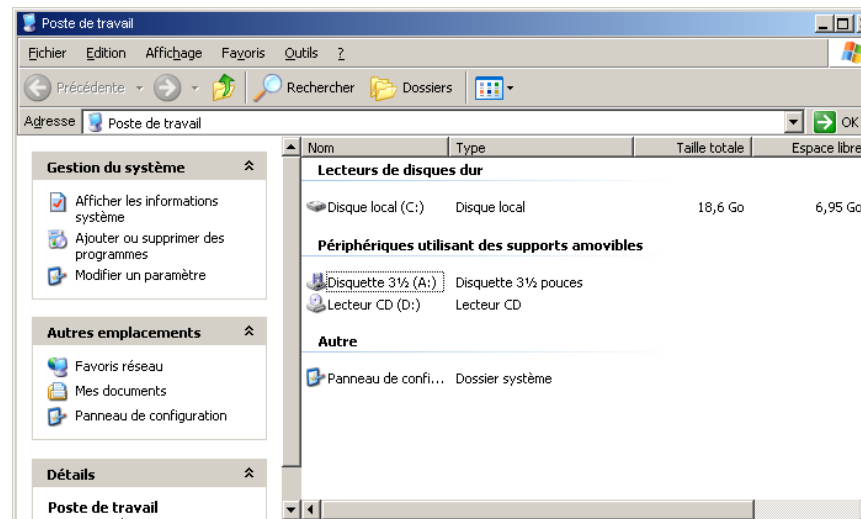 Poste de travail
Fichier Edition Affichage Favoris Outils ?
Précédente Rechercher Dossiers
Adresse Poste de travail OK
Nom Type Taille totale Espace libre
Gestion du système
Afficher les informations
système
Ajouter ou supprimer des
programmes
Modifier un paramètre
Autres emplacements
Favoris réseau
Mes documents
Panneau de configuration
Détails
Poste de travail
Lecteurs de disques dur
Disque local (C:) Disque local 18,6 Go 6,95 Go
Périphériques utilisant des supports amovibles
Disquette 3½ (A:) Disquette 3½ pouces
Lecteur CD (D:) Lecteur CD
Autre
Panneau de confi... Dossier système